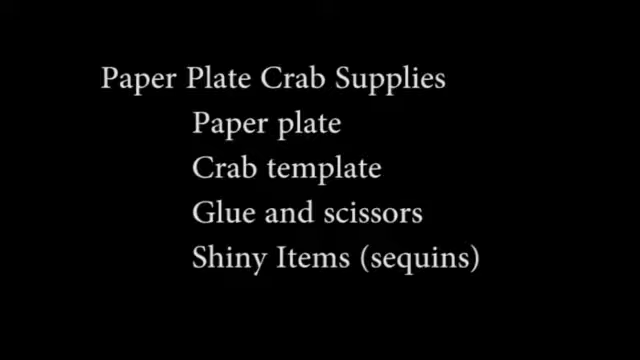 Paper Plate Crab Supplies
Paper plate
Crab template
Glue and scissors
Shiny Items (sequins)